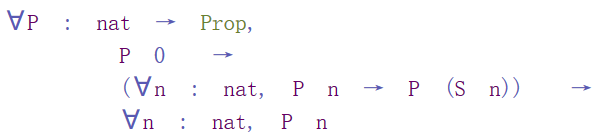 ∀P : nat → Prop,
P 0 →
(∀n : nat, P n → P (S n)) →
∀n : nat, P n